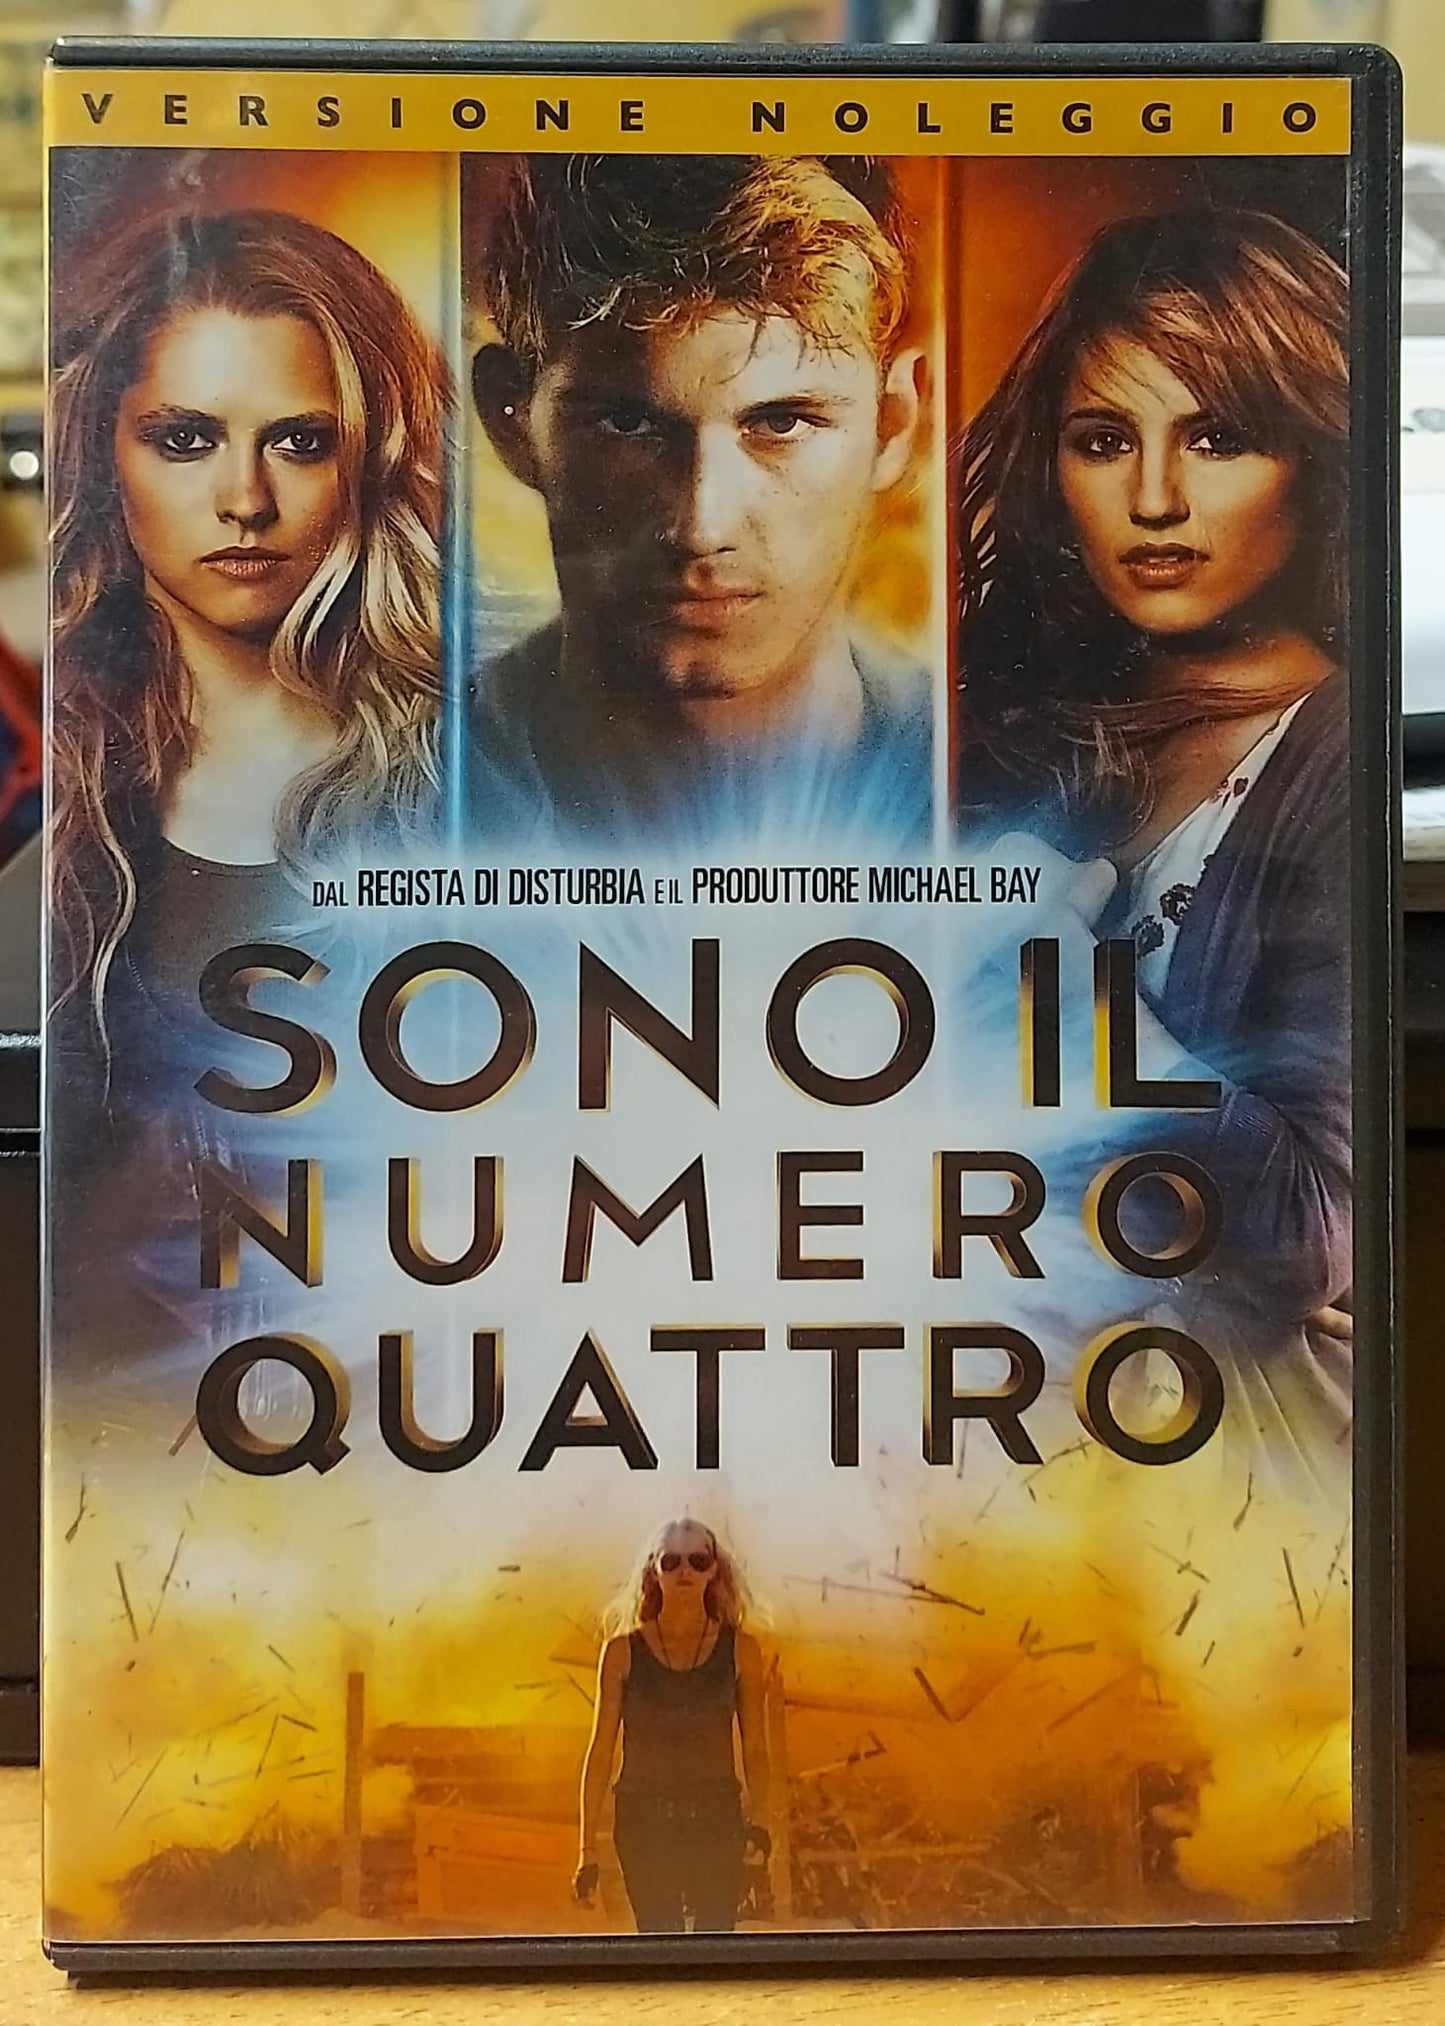 VERSIONE NOLEGGIO
DAL REGISTA DI DISTURBIA E IL PRODUTTORE MICHAEL BAY
SONO IL
NUMERO
QUATTRO